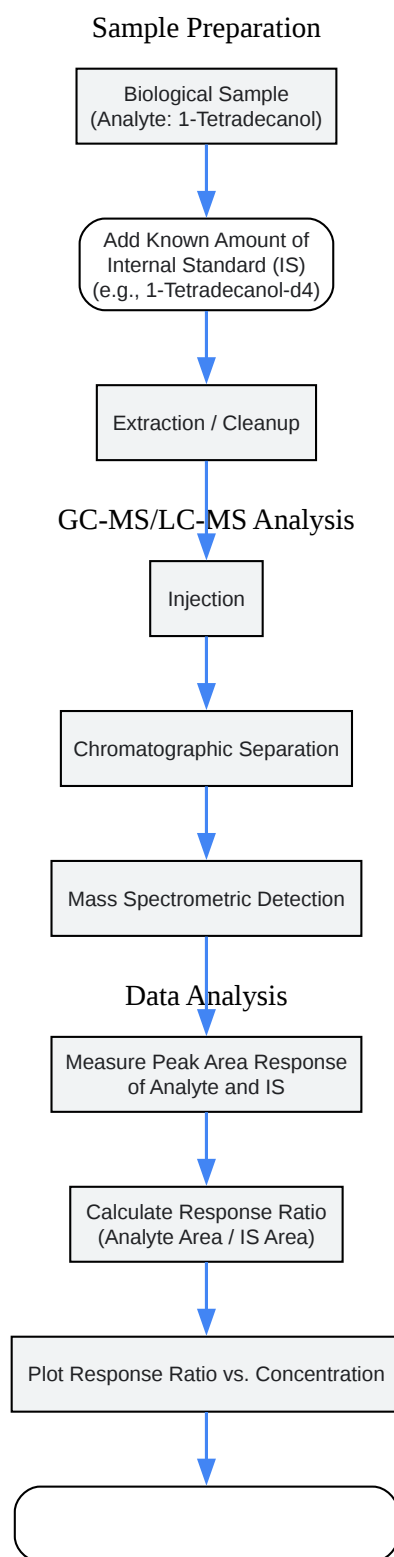 Sample Preparation
Biological Sample
(Analyte: 1-Tetradecanol)
Add Known Amount of
Internal Standard (IS)
(e.g., 1-Tetradecanol-d4)
Extraction / Cleanup
GC-MS/LC-MS Analysis
Injection
Chromatographic Separation
Mass Spectrometric Detection
Data Analysis
Measure Peak Area Response
of Analyte and IS
Calculate Response Ratio
(Analyte Area / IS Area)
Plot Response Ratio vs. Concentration